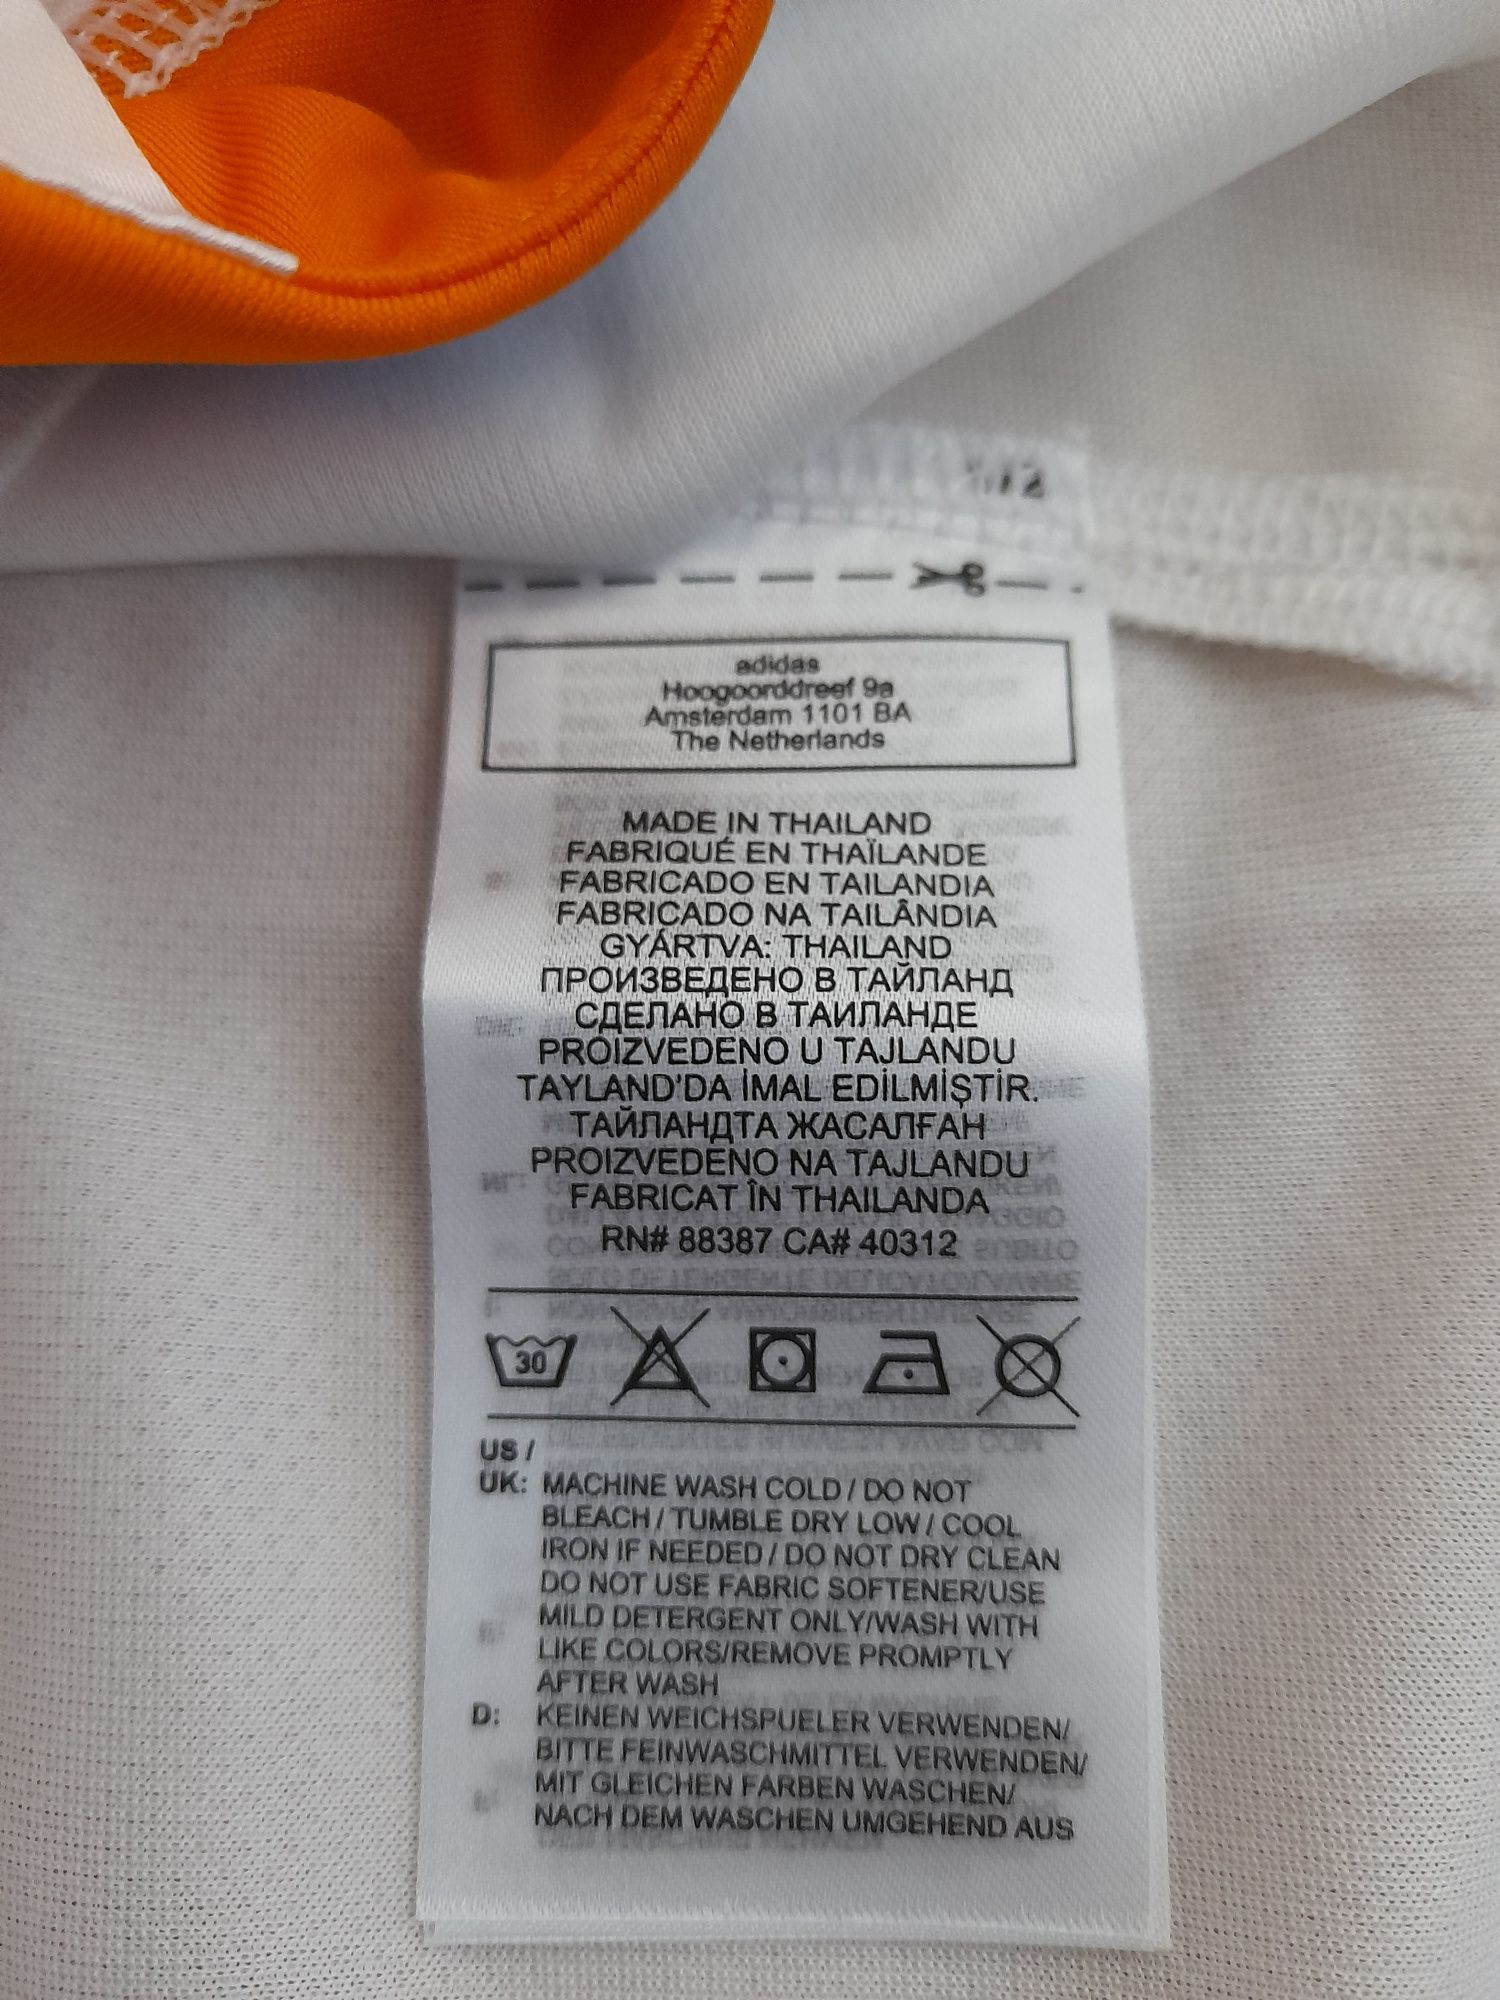 adidas
Hoogoorddreef 9a
Amsterdam 1101 BA
The Netherlands
MADE IN THAILAND
FABRIQUÉ EN THAÏLANDE
FABRICADO EN TAILANDIA
FABRICADO NA TAILÂNDIA
GYÁRTVA: THAILAND
ПРОИЗВЕДЕНО В ТАЙЛАНД
СДЕЛАНО В ТАИЛАНДЕ
PROIZVEDENO U TAJLANDU
TAYLAND'DA İMAL EDİLMİŞTİR.
ТАЙЛАНДТА ЖАСАЛҒАН
PROIZVEDENO NA TAJLANDU
FABRICAT ÎN THAILANDA
RN# 88387 CA# 40312
30
US /
UK: MACHINE WASH COLD / DO NOT
BLEACH / TUMBLE DRY LOW / COOL
IRON IF NEEDED / DO NOT DRY CLEAN
DO NOT USE FABRIC SOFTENER/USE
MILD DETERGENT ONLY/WASH WITH
LIKE COLORS/REMOVE PROMPTLY
AFTER WASH
D: KEINEN WEICHSPUELER VERWENDEN/
BITTE FEINWASCHMITTEL VERWENDEN/
MIT GLEICHEN FARBEN WASCHEN/
NACH DEM WASCHEN UMGEHEND AUS